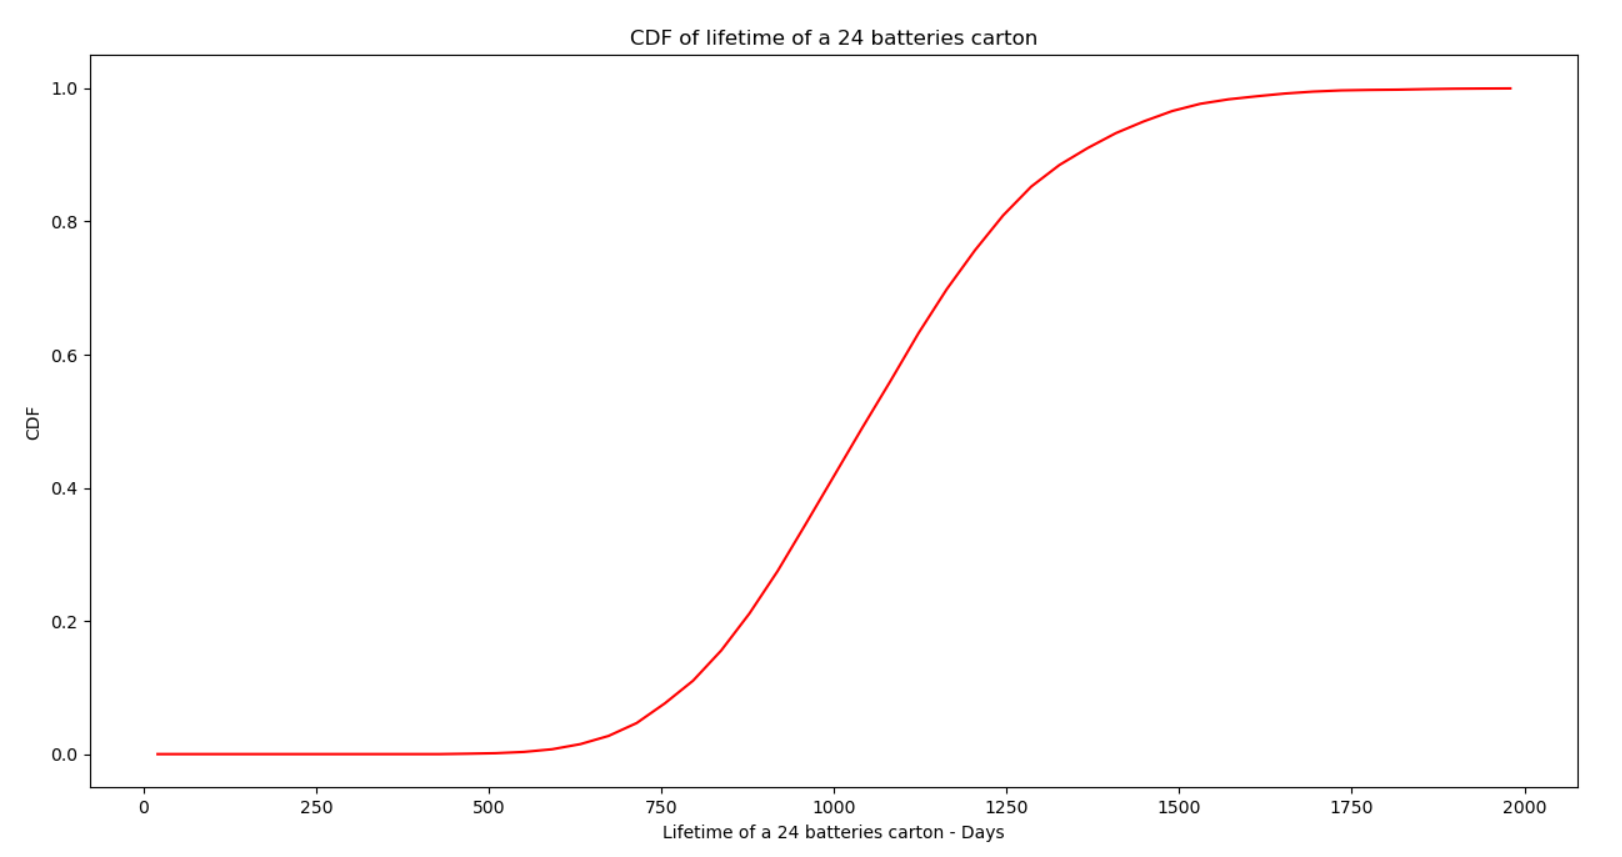 CDF of lifetime of a 24 batteries carton
1.0
0.8
0.6
0.4
0.2
0.0
CDF
0 250 500 750 1000 1250 1500 1750 2000
Lifetime of a 24 batteries carton - Days